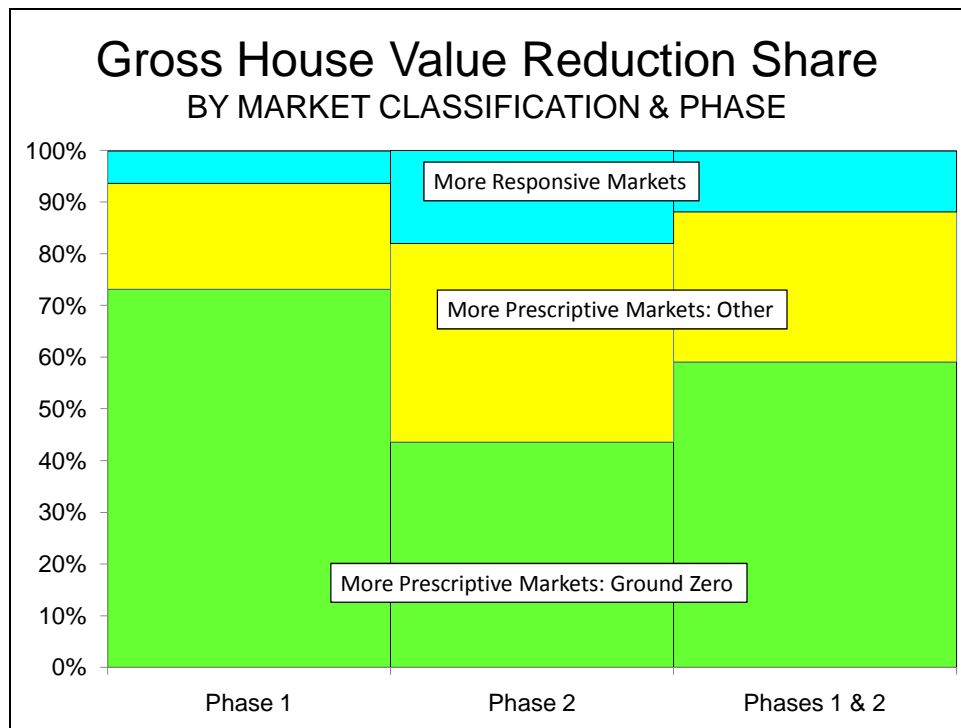 Gross House Value Reduction Share
BY MARKET CLASSIFICATION & PHASE
100%
90%
80%
70%
60%
50%
40%
30%
20%
10%
0%
More Responsive Markets
More Prescriptive Markets: Other
More Prescriptive Markets: Ground Zero
Phase 1
Phase 2
Phases 1 & 2